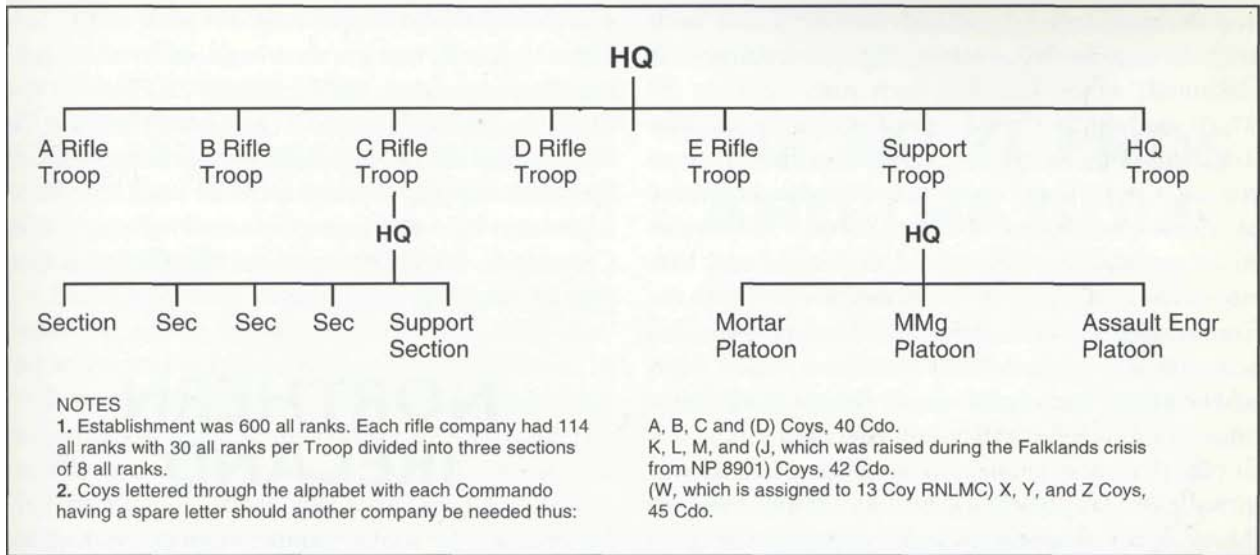 HQ
A Rifle Troop
B Rifle Troop
C Rifle Troop
D Rifle Troop
E Rifle Troop
Support Troop
HQ Troop
HQ
Section
Sec
Sec
Sec
Support Section
HQ
Mortar Platoon
MMg Platoon
Assault Engr Platoon
NOTES
1. Establishment was 600 all ranks. Each rifle company had 114
all ranks with 30 all ranks per Troop divided into three sections
of 8 all ranks.
2. Coys lettered through the alphabet with each Commando
having a spare letter should another company be needed thus:
A, B, C and (D) Coys, 40 Cdo.
K, L, M, and (J, which was raised during the Falklands crisis
from NP 8901) Coys, 42 Cdo.
(W, which is assigned to 13 Coy RNLMC) X, Y, and Z Coys,
45 Cdo.